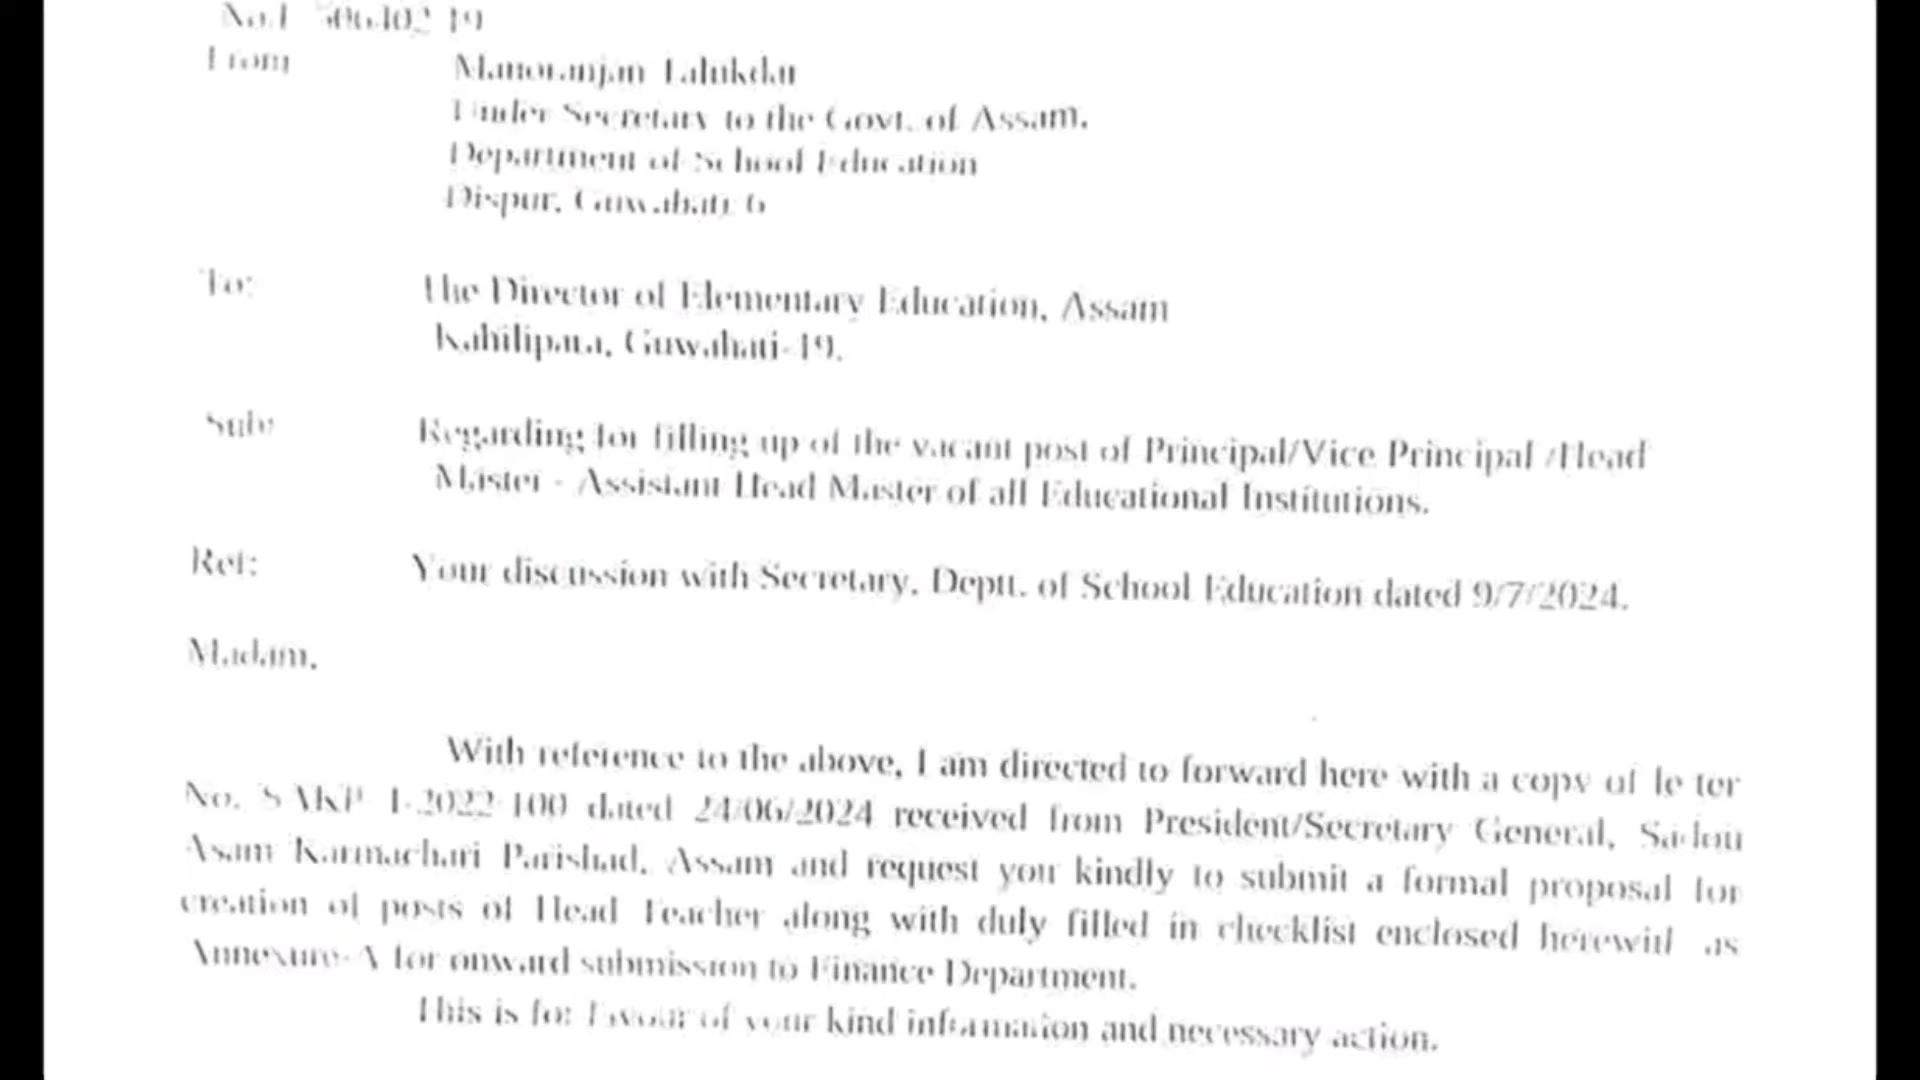 From
Manoranjan Talukdar
Under Secretary to the Govt. of Assam.
Department of School Education
Dispur, Guwahati 6
To:
The Director of Elementary Education, Assam
Kahilipara, Guwahati-19.
Sub:
Regarding for filling up of the vacant post of Principal/Vice Principal /Head
Master - Assistant Head Master of all Educational Institutions.
Ref:
Your discussion with Secretary, Deptt. of School Education dated 9/7/2024.
Madam,
With reference to the above, I am directed to forward here with a copy of letter
No. SAKP 1-2022 100 dated 24/06/2024 received from President/Secretary General, Sadou
Asam Karmachari Parishad, Assam and request you kindly to submit a formal proposal for
creation of posts of Head Teacher along with duly filled in checklist enclosed herewith as
Annexure-A for onward submission to Finance Department.
This is for favour of your kind information and necessary action.